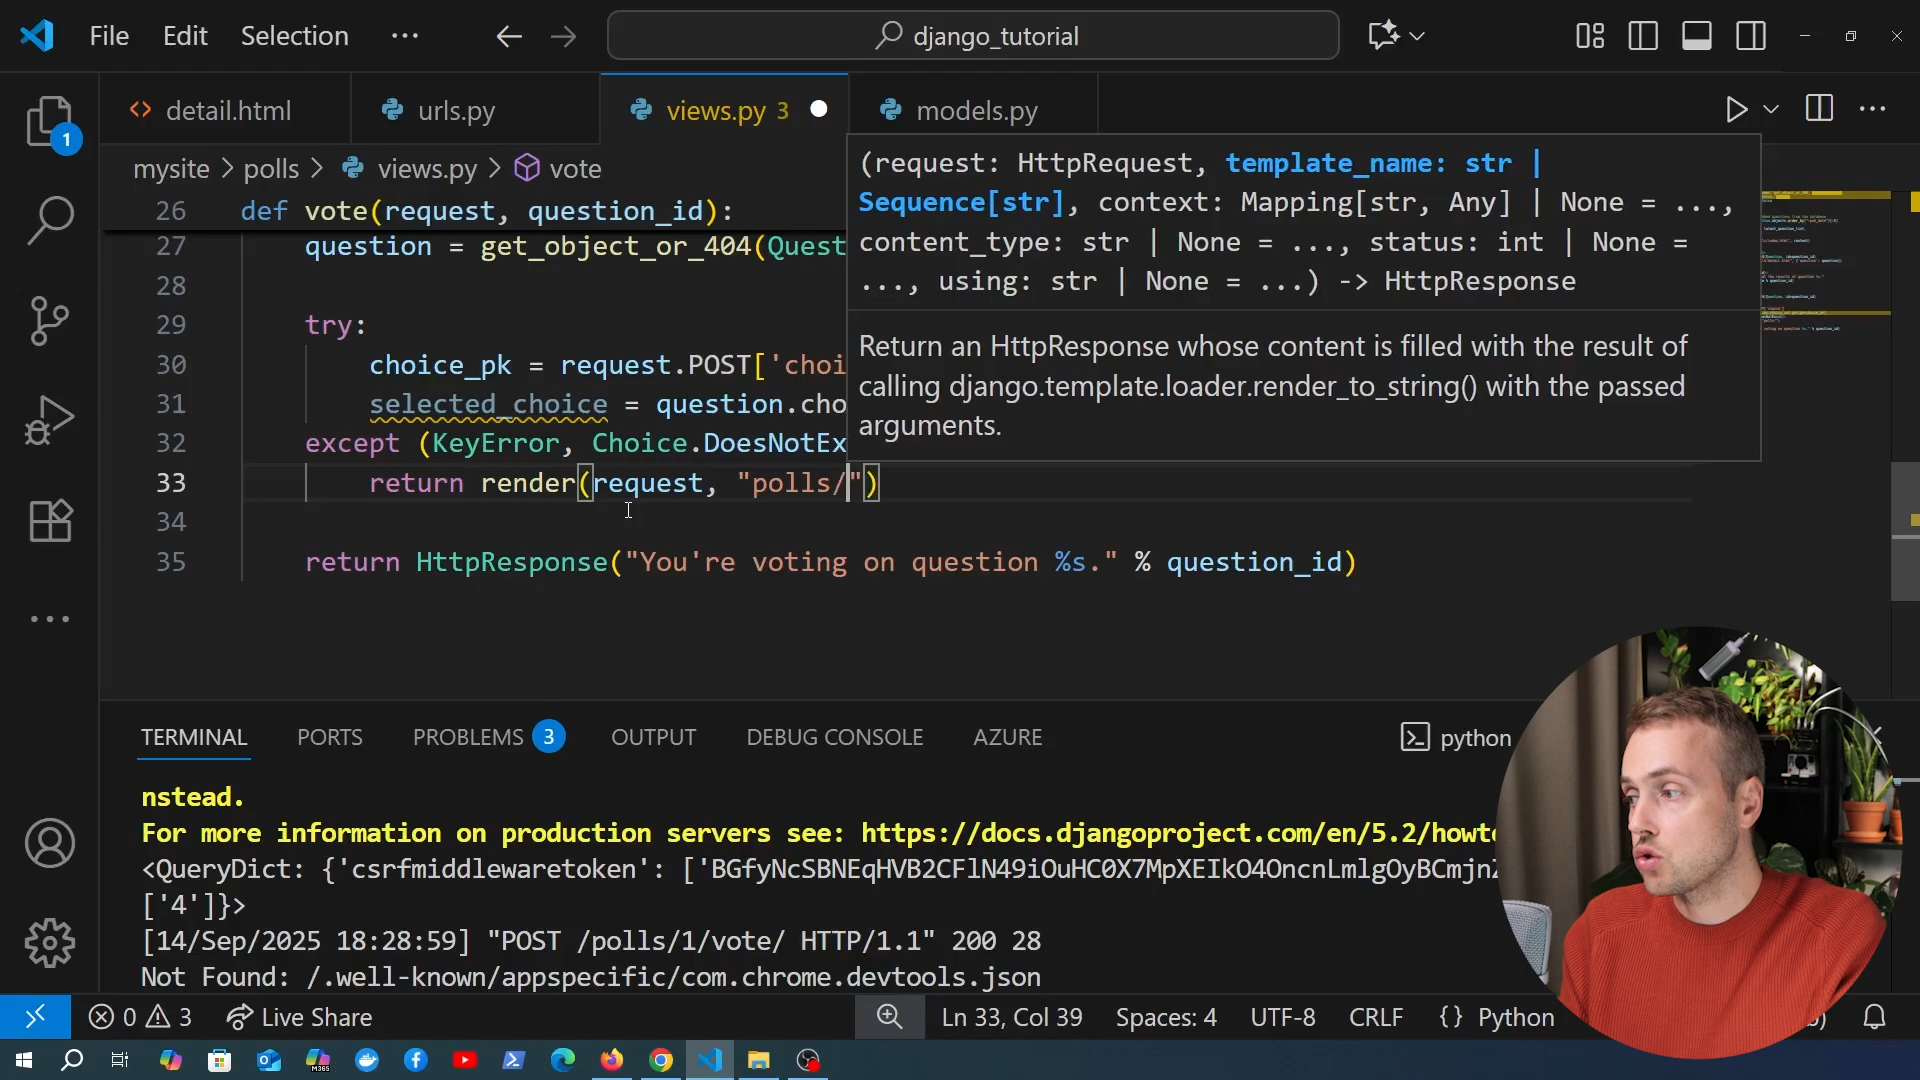 File Edit Selection ··· django_tutorial
detail.html urls.py views.py 3 models.py
mysite > polls > views.py > vote
26 def vote(request, question_id):
27 question = get_object_or_404(Quest
28
29 try:
30 choice_pk = request.POST['choi
31 selected_choice = question.cho
32 except (KeyError, Choice.DoesNotEx
33 return render(request, "polls/")
34
35 return HttpResponse("You're voting on question %s." % question_id)
(request: HttpRequest, template_name: str |
Sequence[str], context: Mapping[str, Any] | None = ...,
content_type: str | None = ..., status: int | None =
..., using: str | None = ...) -> HttpResponse
Return an HttpResponse whose content is filled with the result of
calling django.template.loader.render_to_string() with the passed
arguments.
1
TERMINAL PORTS PROBLEMS 3 OUTPUT DEBUG CONSOLE AZURE python
nstead.
For more information on production servers see: https://docs.djangoproject.com/en/5.2/howt
<QueryDict: {'csrfmiddlewaretoken': ['BGfyNcSBNEqHVB2CFlN49iOuHC0X7MpXEIkO4OncnLmlgOyBCmjn
['4']}>
[14/Sep/2025 18:28:59] "POST /polls/1/vote/ HTTP/1.1" 200 28
Not Found: /.well-known/appspecific/com.chrome.devtools.json
0 3 Live Share Ln 33, Col 39 Spaces: 4 UTF-8 CRLF {} Python
M365